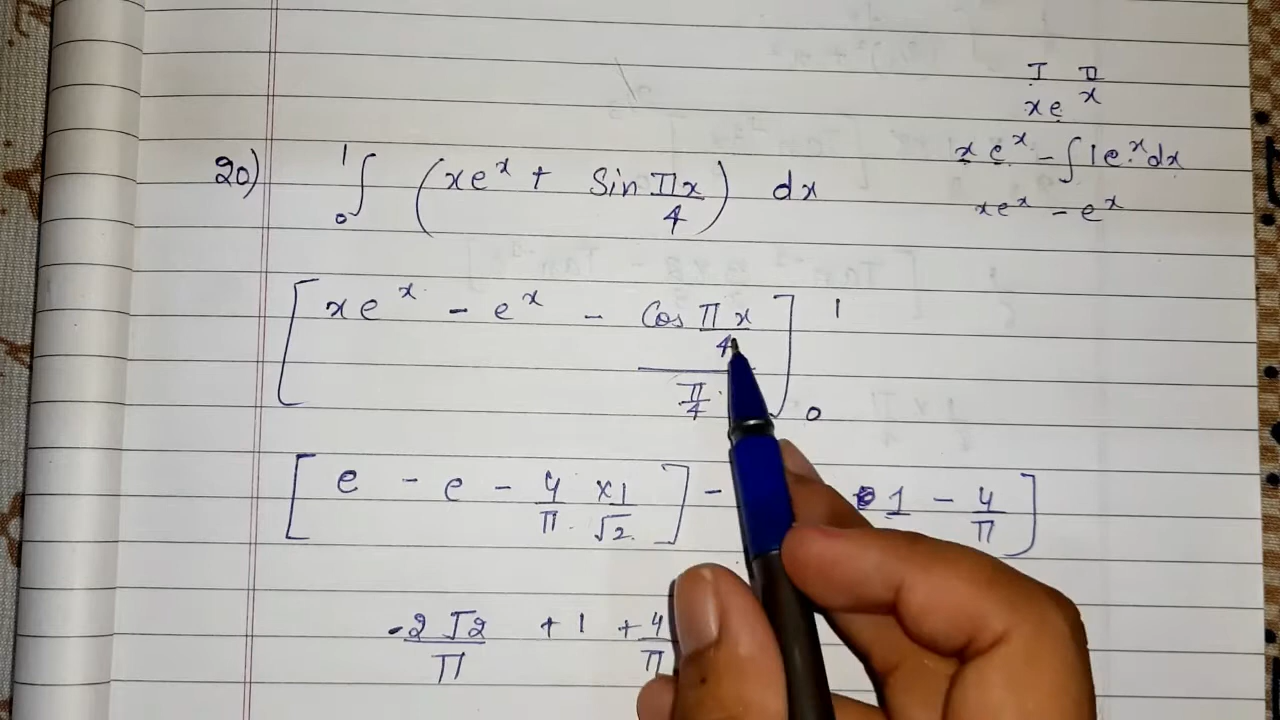 I II
x e^x
x e^x - ∫1 e^x dx
xe^x - e^x
20) ∫₀¹ (xe^x + Sin πx/4) dx
[xe^x - e^x - (Cos πx/4)/(π/4)]₀¹
[e - e - 4/π × 1/√2] - 1 - 4/π]
-2√2/π + 1 + 4/π